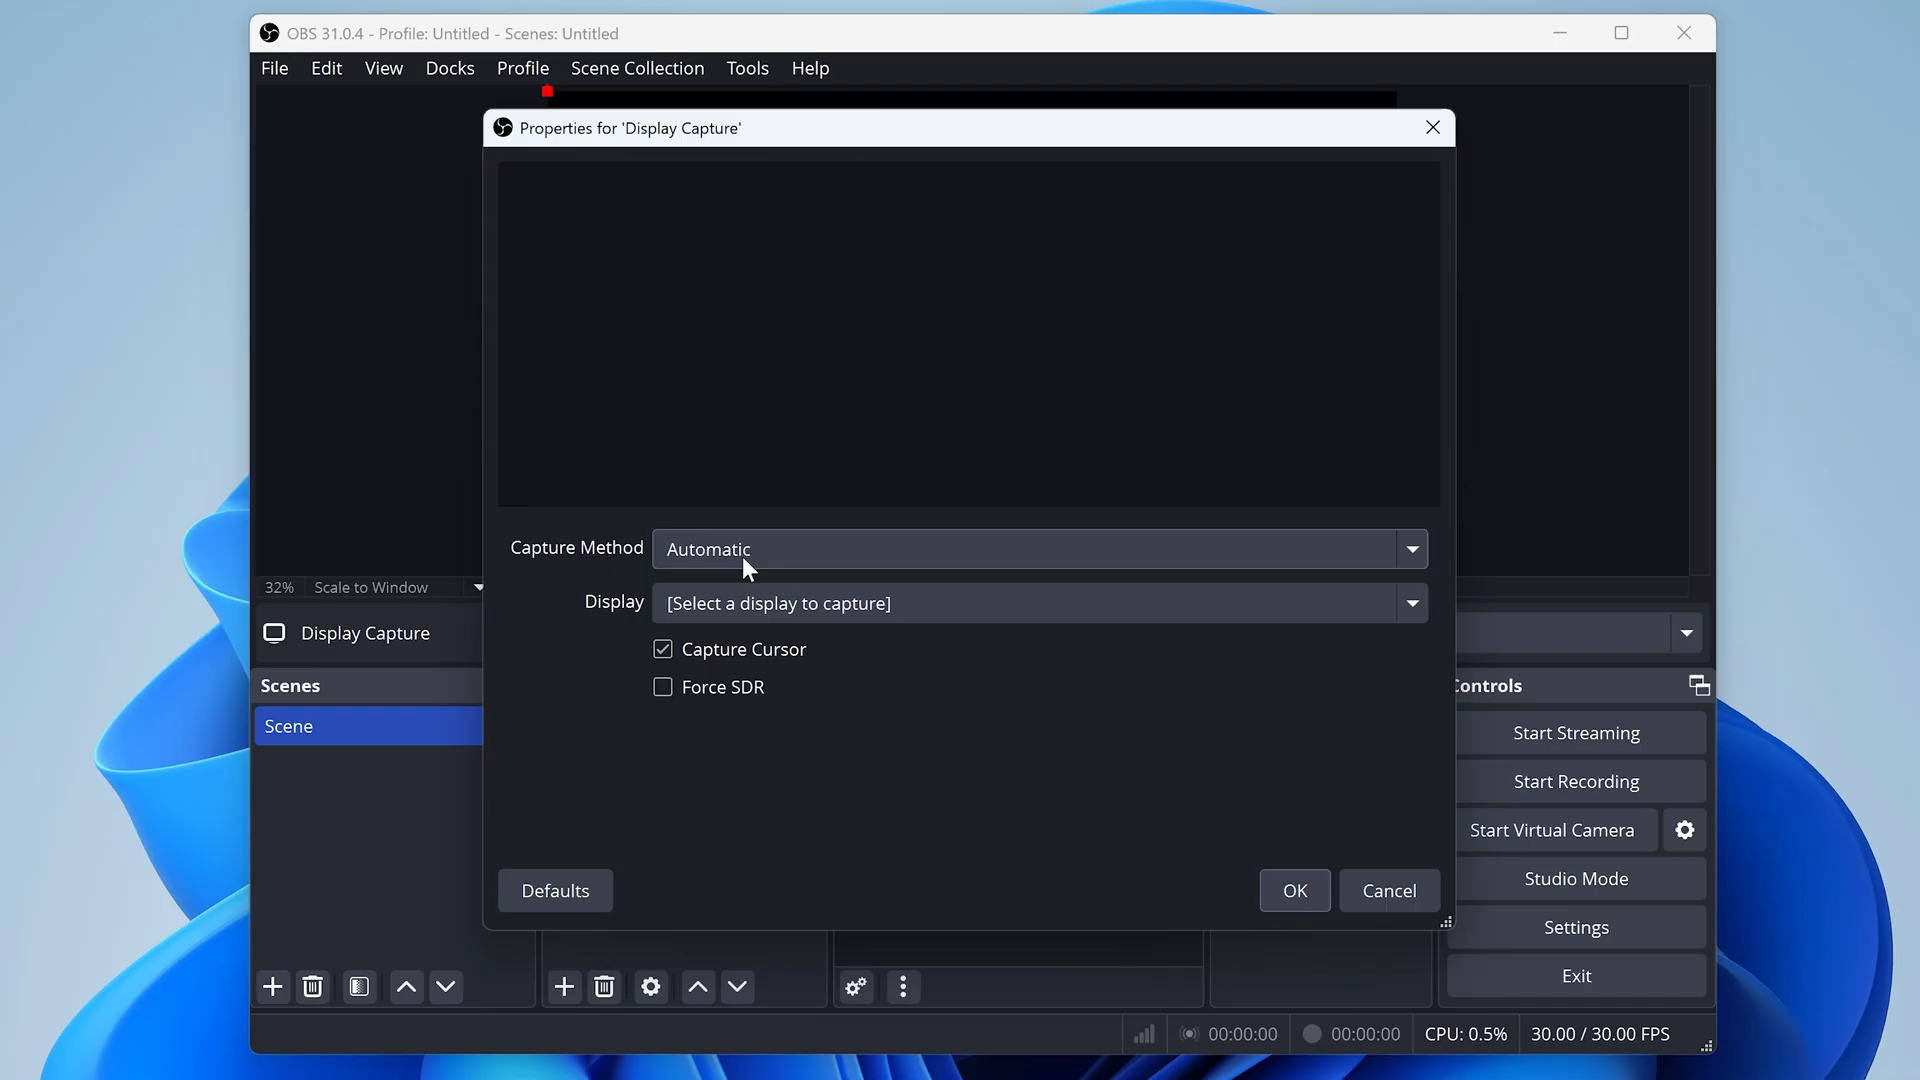 OBS 31.0.4 - Profile: Untitled - Scenes: Untitled
File Edit View Docks Profile Scene Collection Tools Help
Properties for 'Display Capture'
Capture Method Automatic
Display [Select a display to capture]
Capture Cursor
Force SDR
Defaults OK Cancel
32% Scale to Window
Display Capture
Scenes
Scene
Controls
Start Streaming
Start Recording
Start Virtual Camera
Studio Mode
Settings
Exit
00:00:00 00:00:00 CPU: 0.5% 30.00 / 30.00 FPS